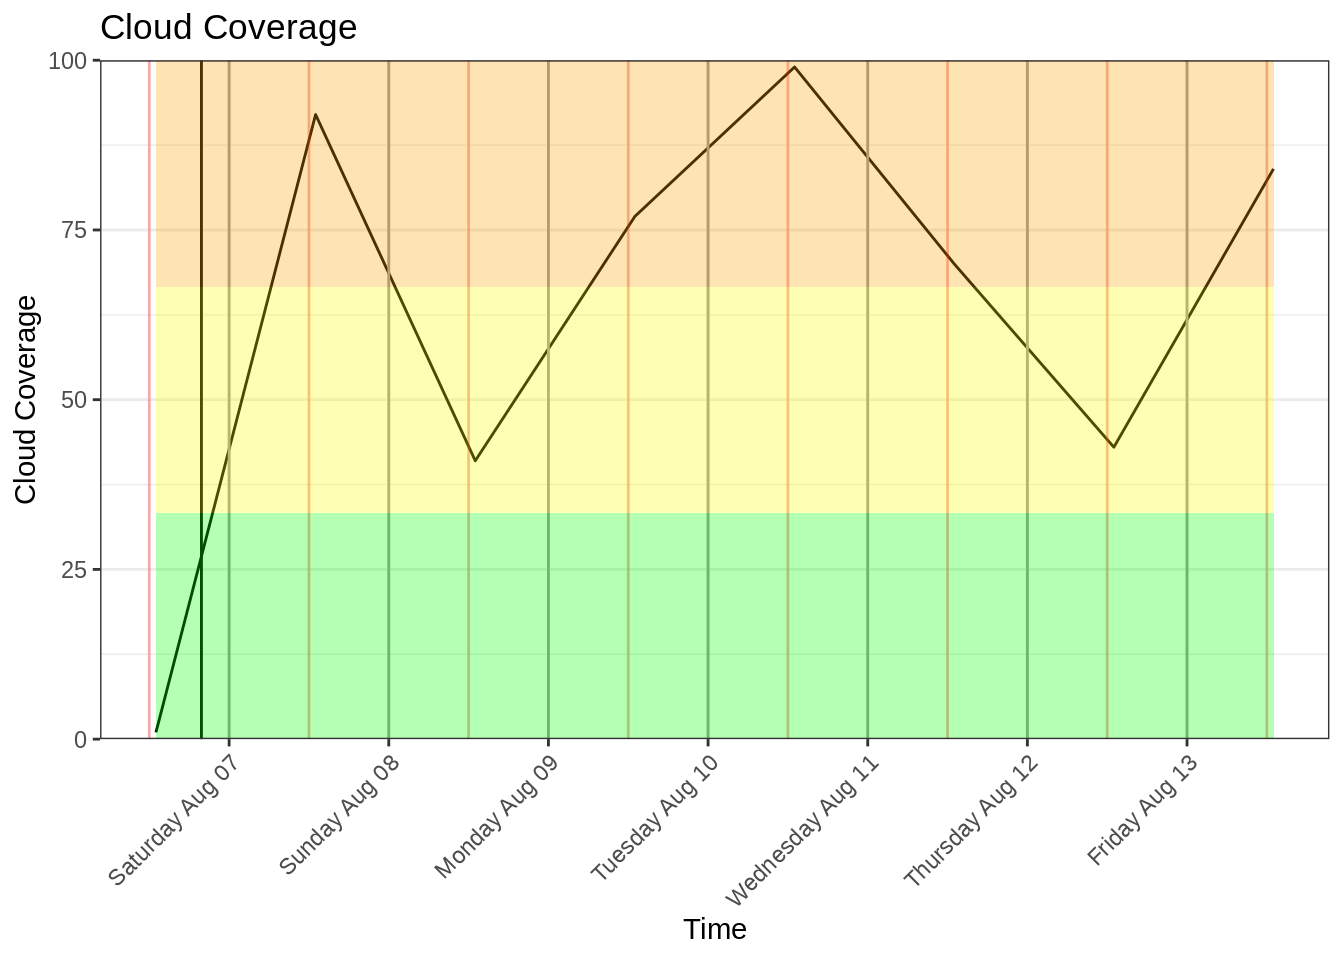 Cloud Coverage
Cloud Coverage
100
75
50
25
0
Saturday Aug 07
Sunday Aug 08
Monday Aug 09
Tuesday Aug 10
Wednesday Aug 11
Thursday Aug 12
Friday Aug 13
Time